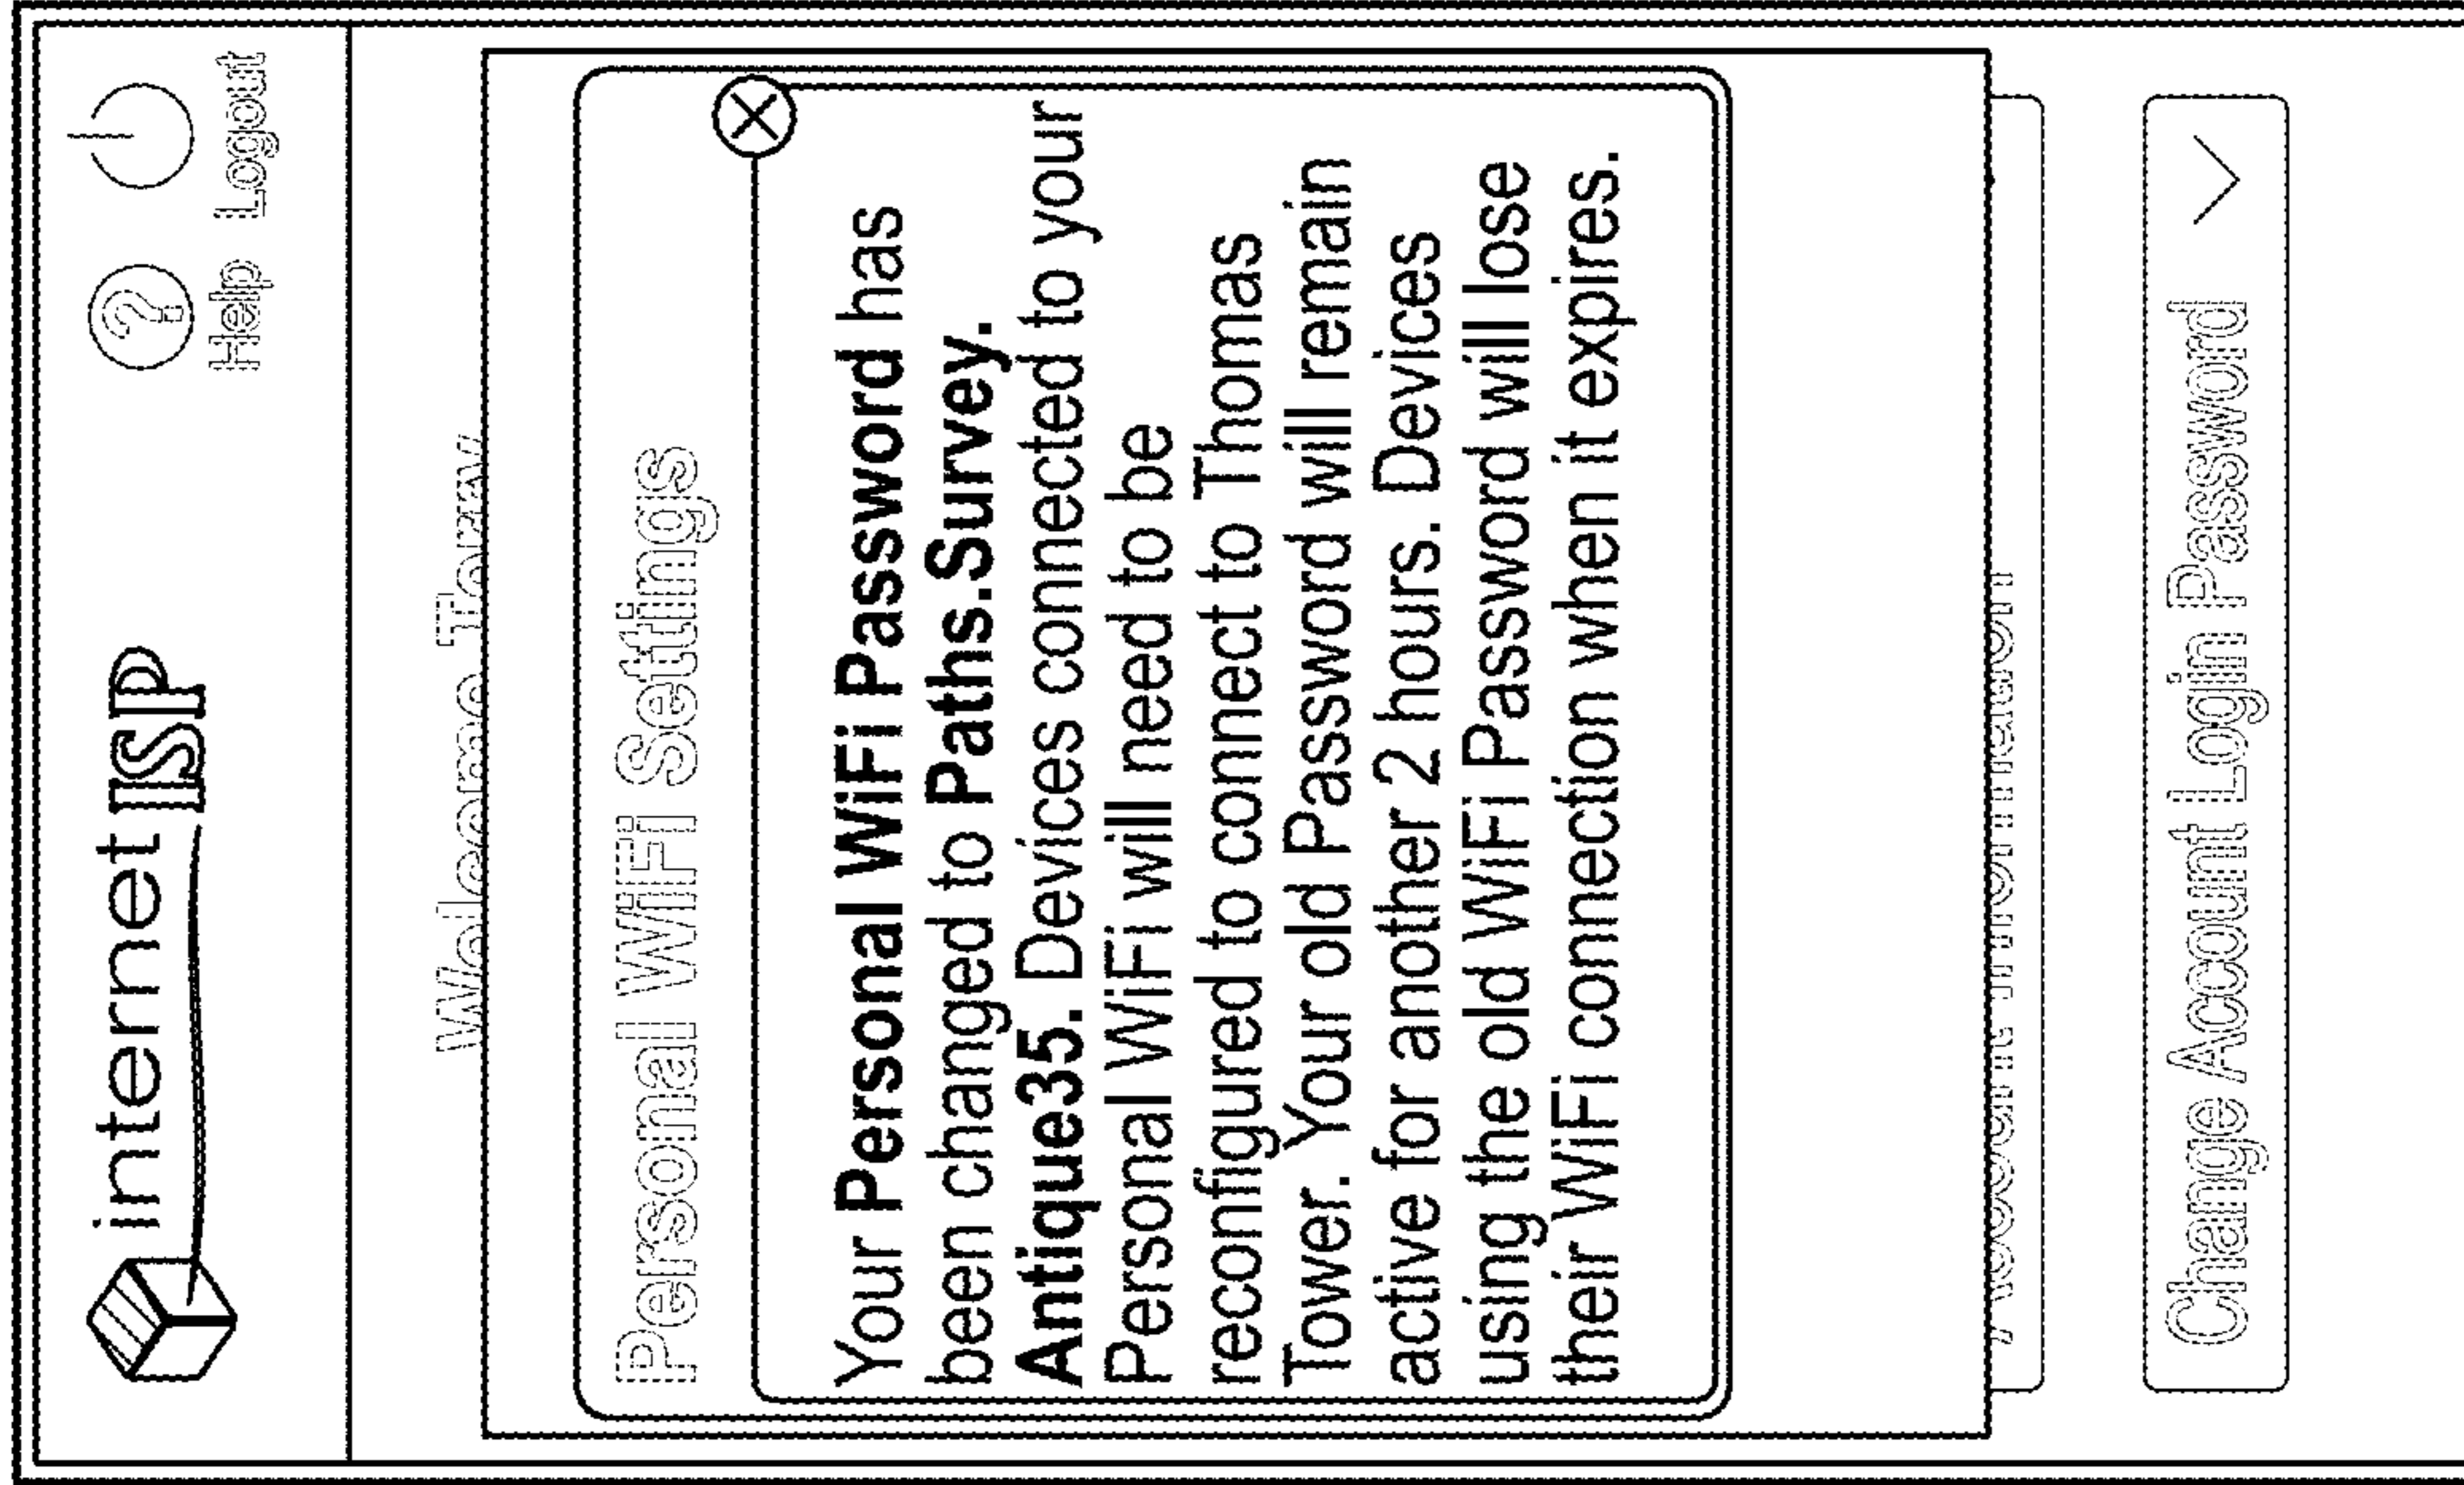 internet ISP
Help Logout
Welcome Terry
Personal WiFi Settings
Your Personal WiFi Password has
been changed to Paths.Survey.
Antique35. Devices connected to your
Personal WiFi will need to be
reconfigured to connect to Thomas
Tower. Your old Password will remain
active for another 2 hours. Devices
using the old WiFi Password will lose
their WiFi connection when it expires.
Change Account Login Password